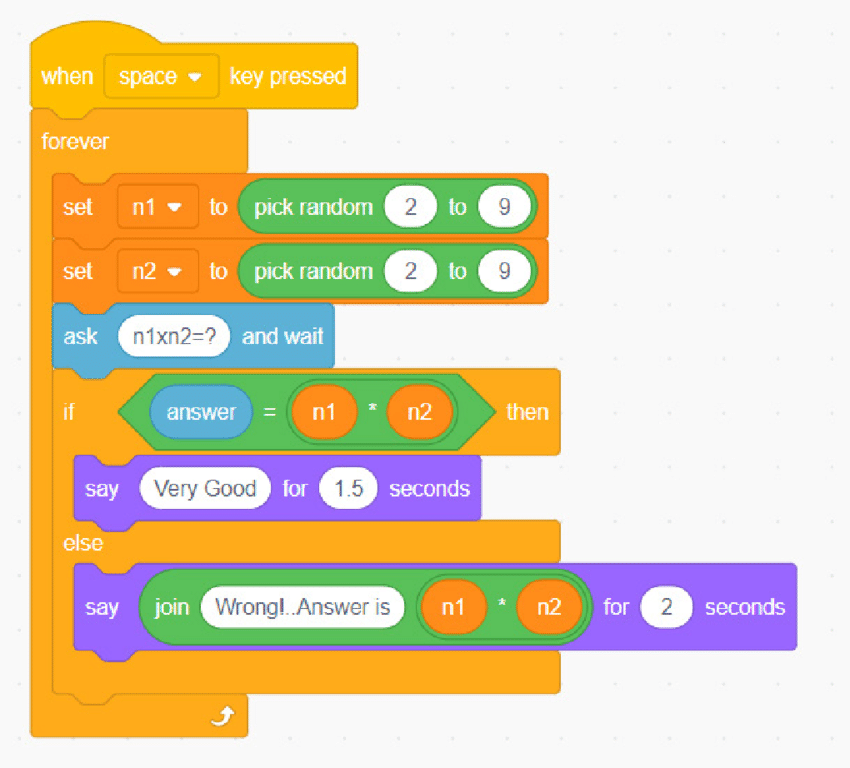 when space key pressed
forever
set n1 to pick random 2 to 9
set n2 to pick random 2 to 9
ask n1xn2=? and wait
if answer = n1 * n2 then
say Very Good for 1.5 seconds
else
say join Wrong!..Answer is n1 * n2 for 2 seconds